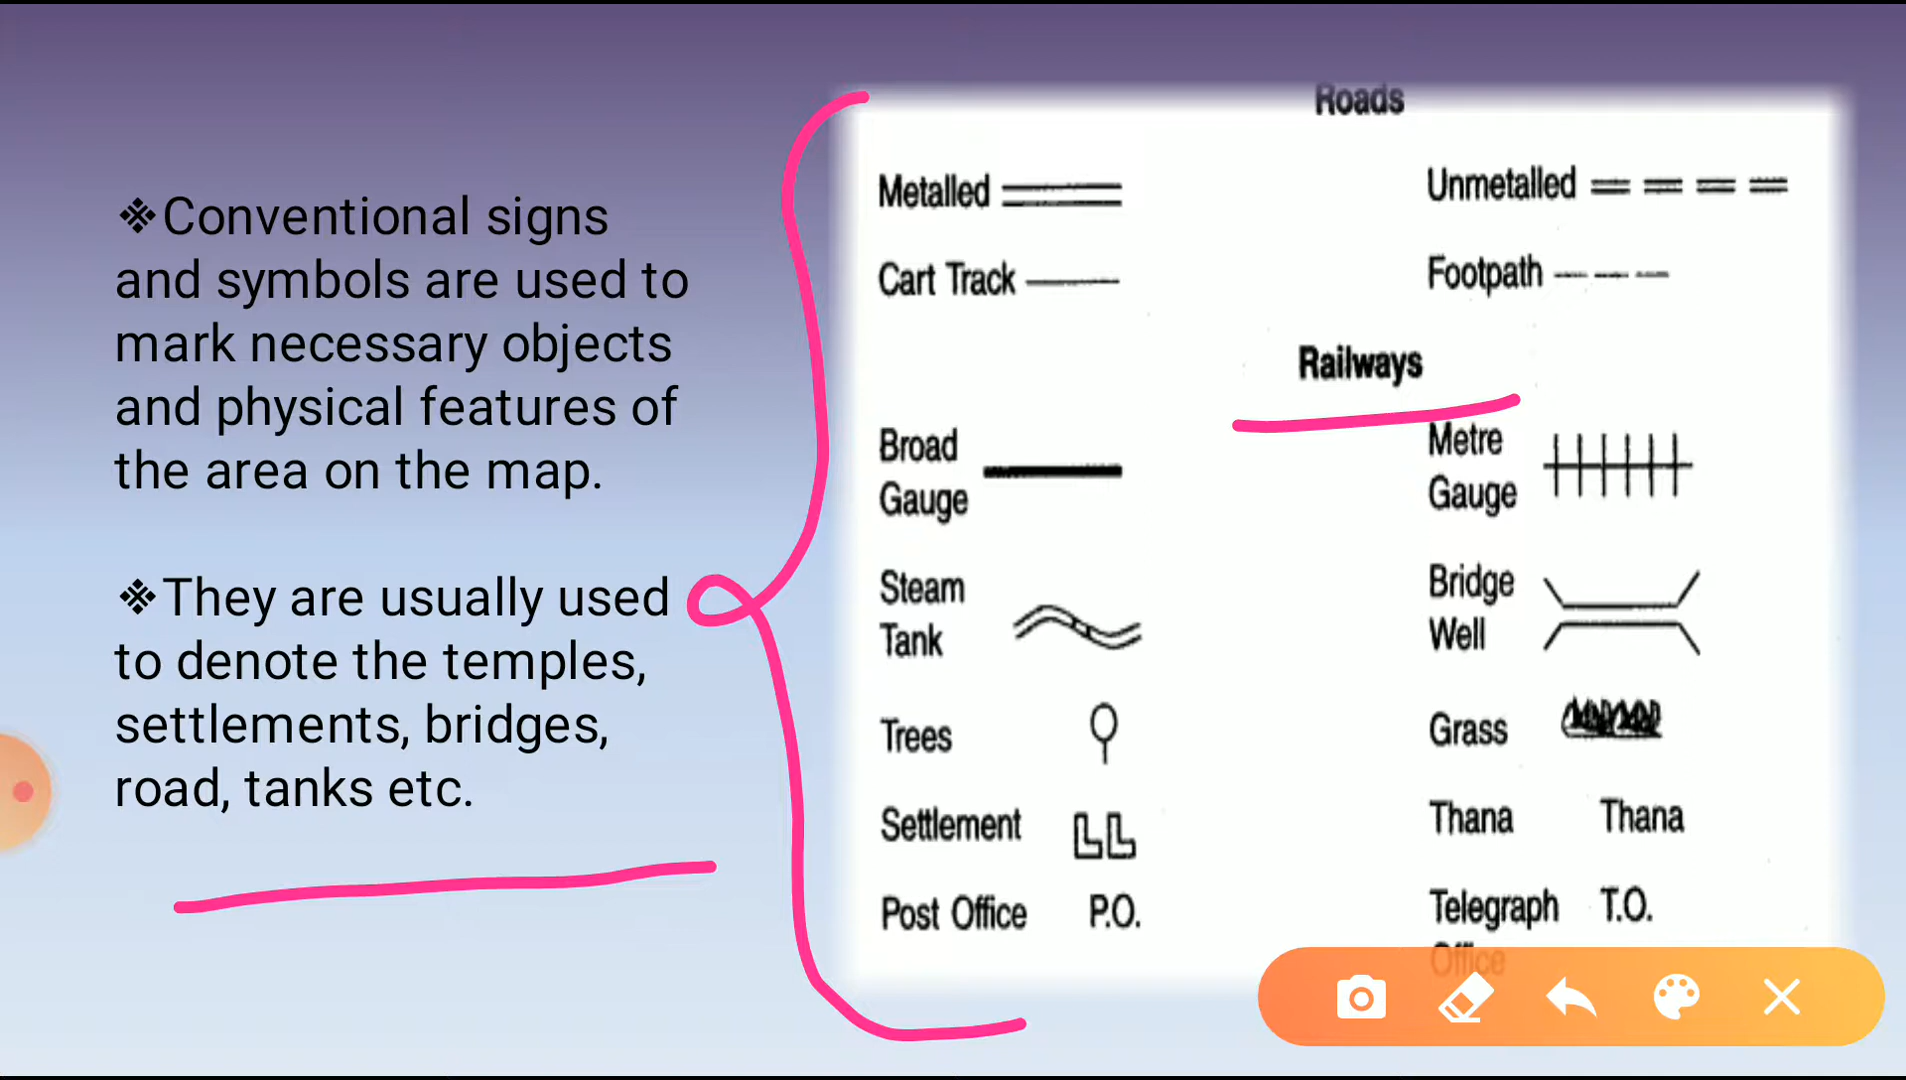 ❖Conventional signs
and symbols are used to
mark necessary objects
and physical features of
the area on the map.
❖They are usually used
to denote the temples,
settlements, bridges,
road, tanks etc.
Roads
Metalled
Unmetalled
Cart Track
Footpath
Railways
Broad
Gauge
Metre
Gauge
Steam
Tank
Bridge
Well
Trees
Grass
Settlement
Thana Thana
Post Office P.O.
Telegraph T.O.
Office